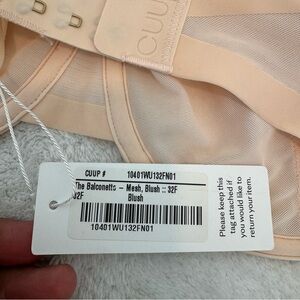 CUUP
CUUP # 10401WU132FN01
The Balconette - Mesh, Blush :: 32F
32F Blush
10401WU132FN01
Please keep this
tag attached if
you would like to
return your item.